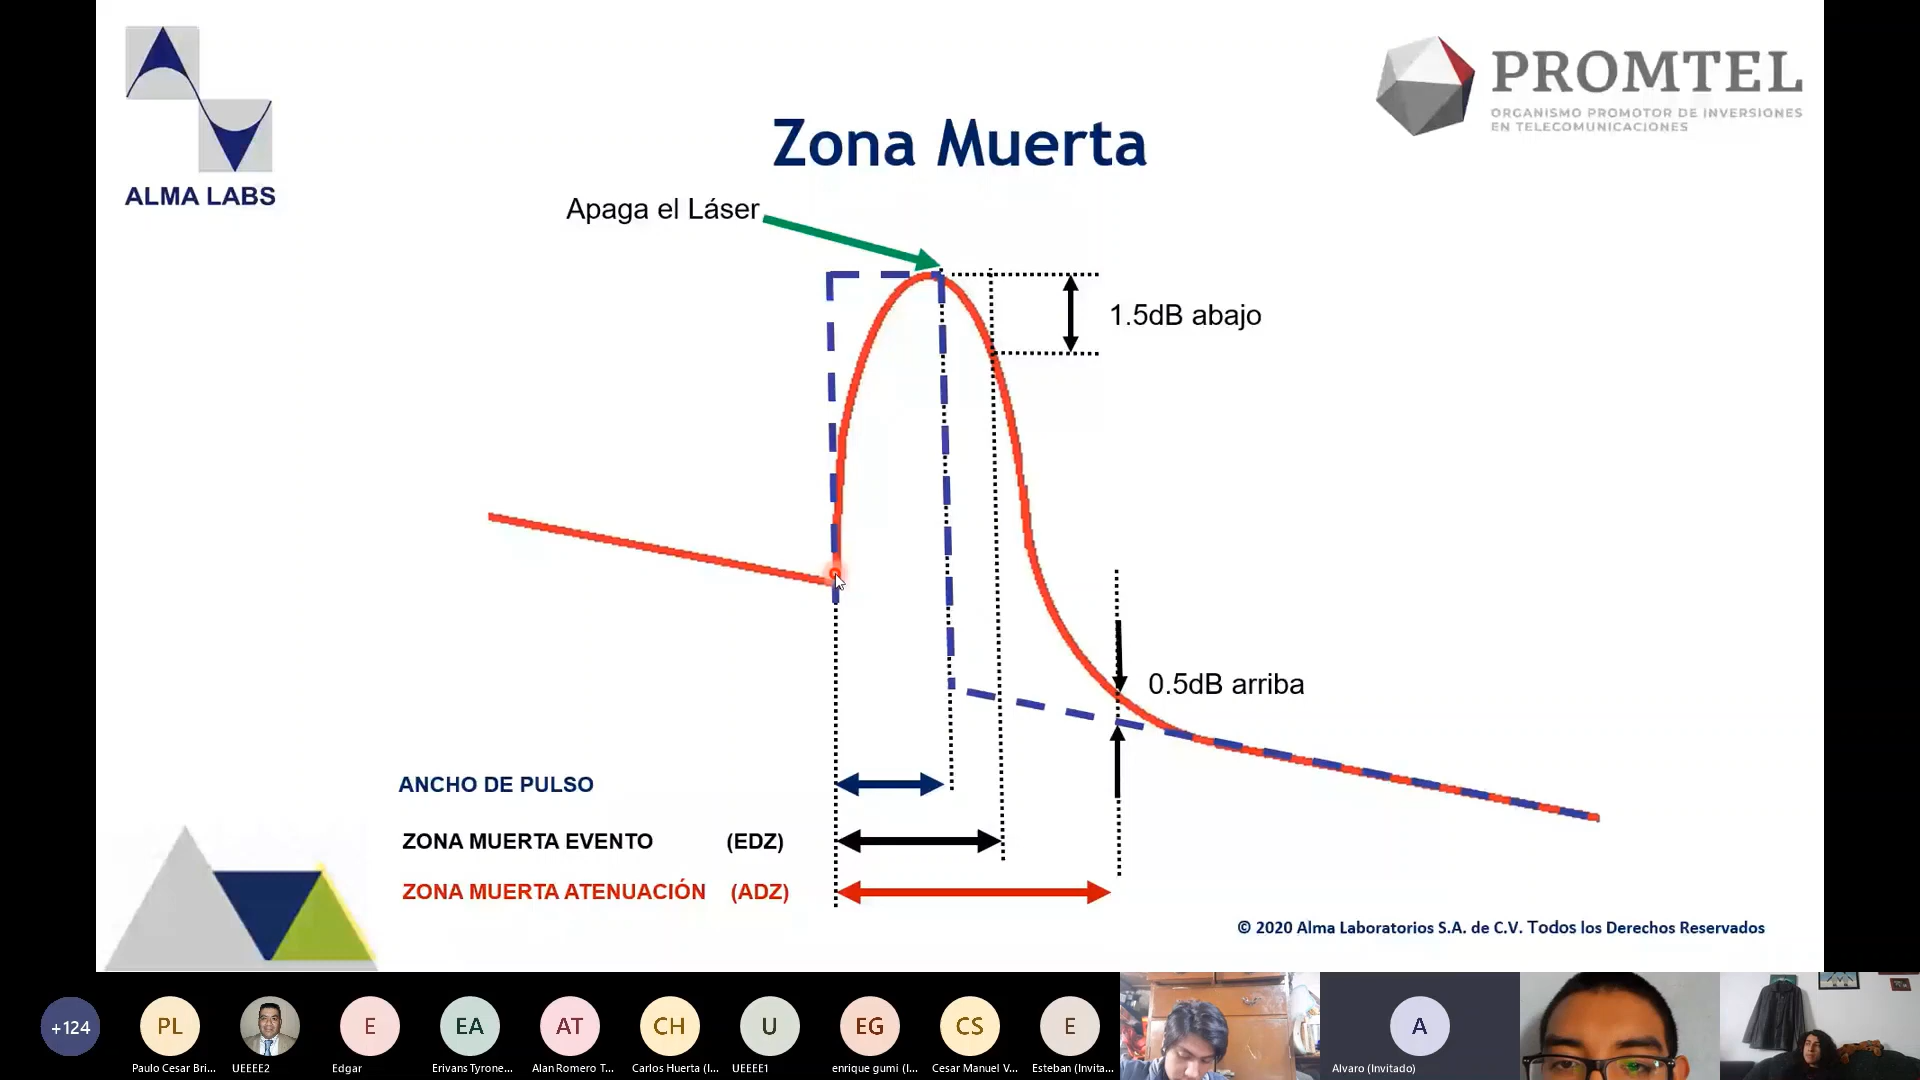 ALMA LABS
PROMTEL
ORGANISMO PROMOTOR DE INVERSIONES
EN TELECOMUNICACIONES
Zona Muerta
Apaga el Láser
1.5dB abajo
0.5dB arriba
ANCHO DE PULSO
ZONA MUERTA EVENTO (EDZ)
ZONA MUERTA ATENUACIÓN (ADZ)
© 2020 Alma Laboratorios S.A. de C.V. Todos los Derechos Reservados
+124
PL
E
EA
AT
CH
U
EG
CS
E
A
Paulo Cesar Bri...
UEEEE2
Edgar
Erivans Tyrone...
Alan Romero T...
Carlos Huerta (I...
UEEEE1
enrique gumi (I...
Cesar Manuel V...
Esteban (Invita...
Alvaro (Invitado)